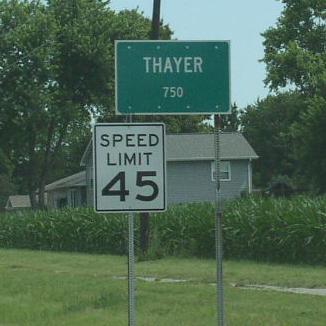 THAYER
750
SPEED
LIMIT
45